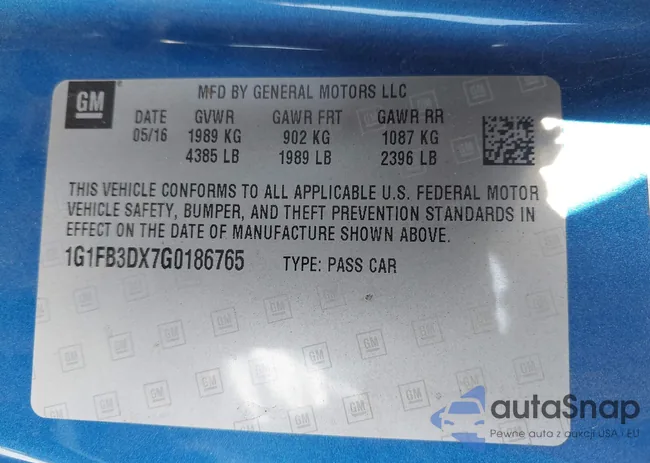 GM
MFD BY GENERAL MOTORS LLC
DATE GVWR GAWR FRT GAWR RR
05/16 1989 KG 902 KG 1087 KG
4385 LB 1989 LB 2396 LB
THIS VEHICLE CONFORMS TO ALL APPLICABLE U.S. FEDERAL MOTOR
VEHICLE SAFETY, BUMPER, AND THEFT PREVENTION STANDARDS IN
EFFECT ON THE DATE OF MANUFACTURE SHOWN ABOVE.
1G1FB3DX7G0186765 TYPE: PASS CAR
autaSnap
Pewne auta z aukcji USA i EU